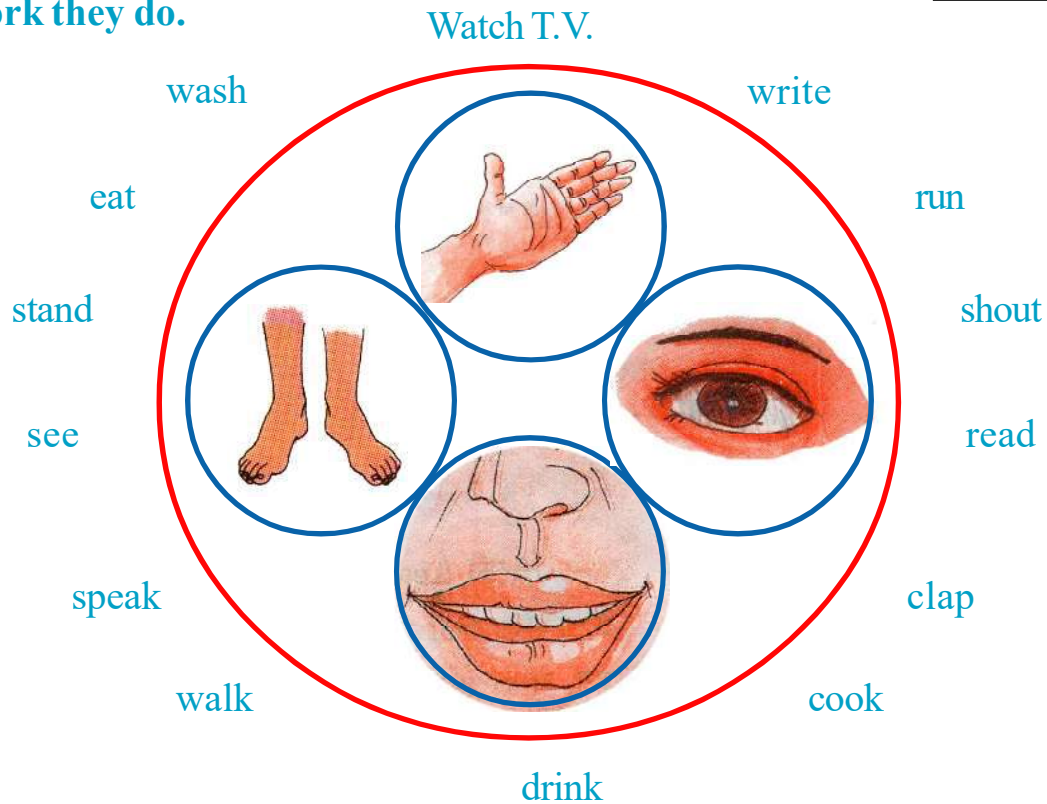 ork they do.
Watch T.V.
wash
write
eat
run
stand
shout
see
read
speak
clap
walk
cook
drink